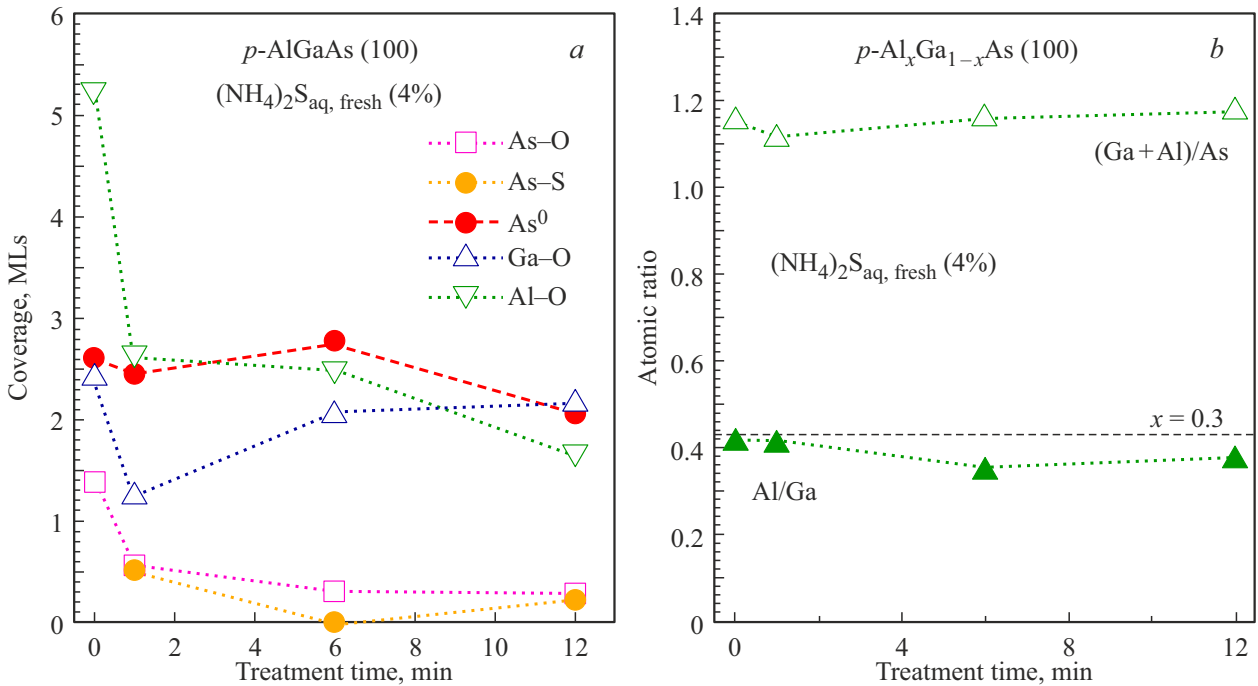 p-AlGaAs (100)
a
(NH4)2Saq, fresh (4%)
As–O
As–S
As0
Ga–O
Al–O
Coverage, MLs
6
5
4
3
2
1
0
0 2 4 6 8 10 12
Treatment time, min
p-AlxGa1–xAs (100)
b
(Ga+Al)/As
(NH4)2Saq, fresh (4%)
x = 0.3
Al/Ga
Atomic ratio
1.4
1.2
1.0
0.8
0.6
0.4
0.2
0
0 4 8 12
Treatment time, min